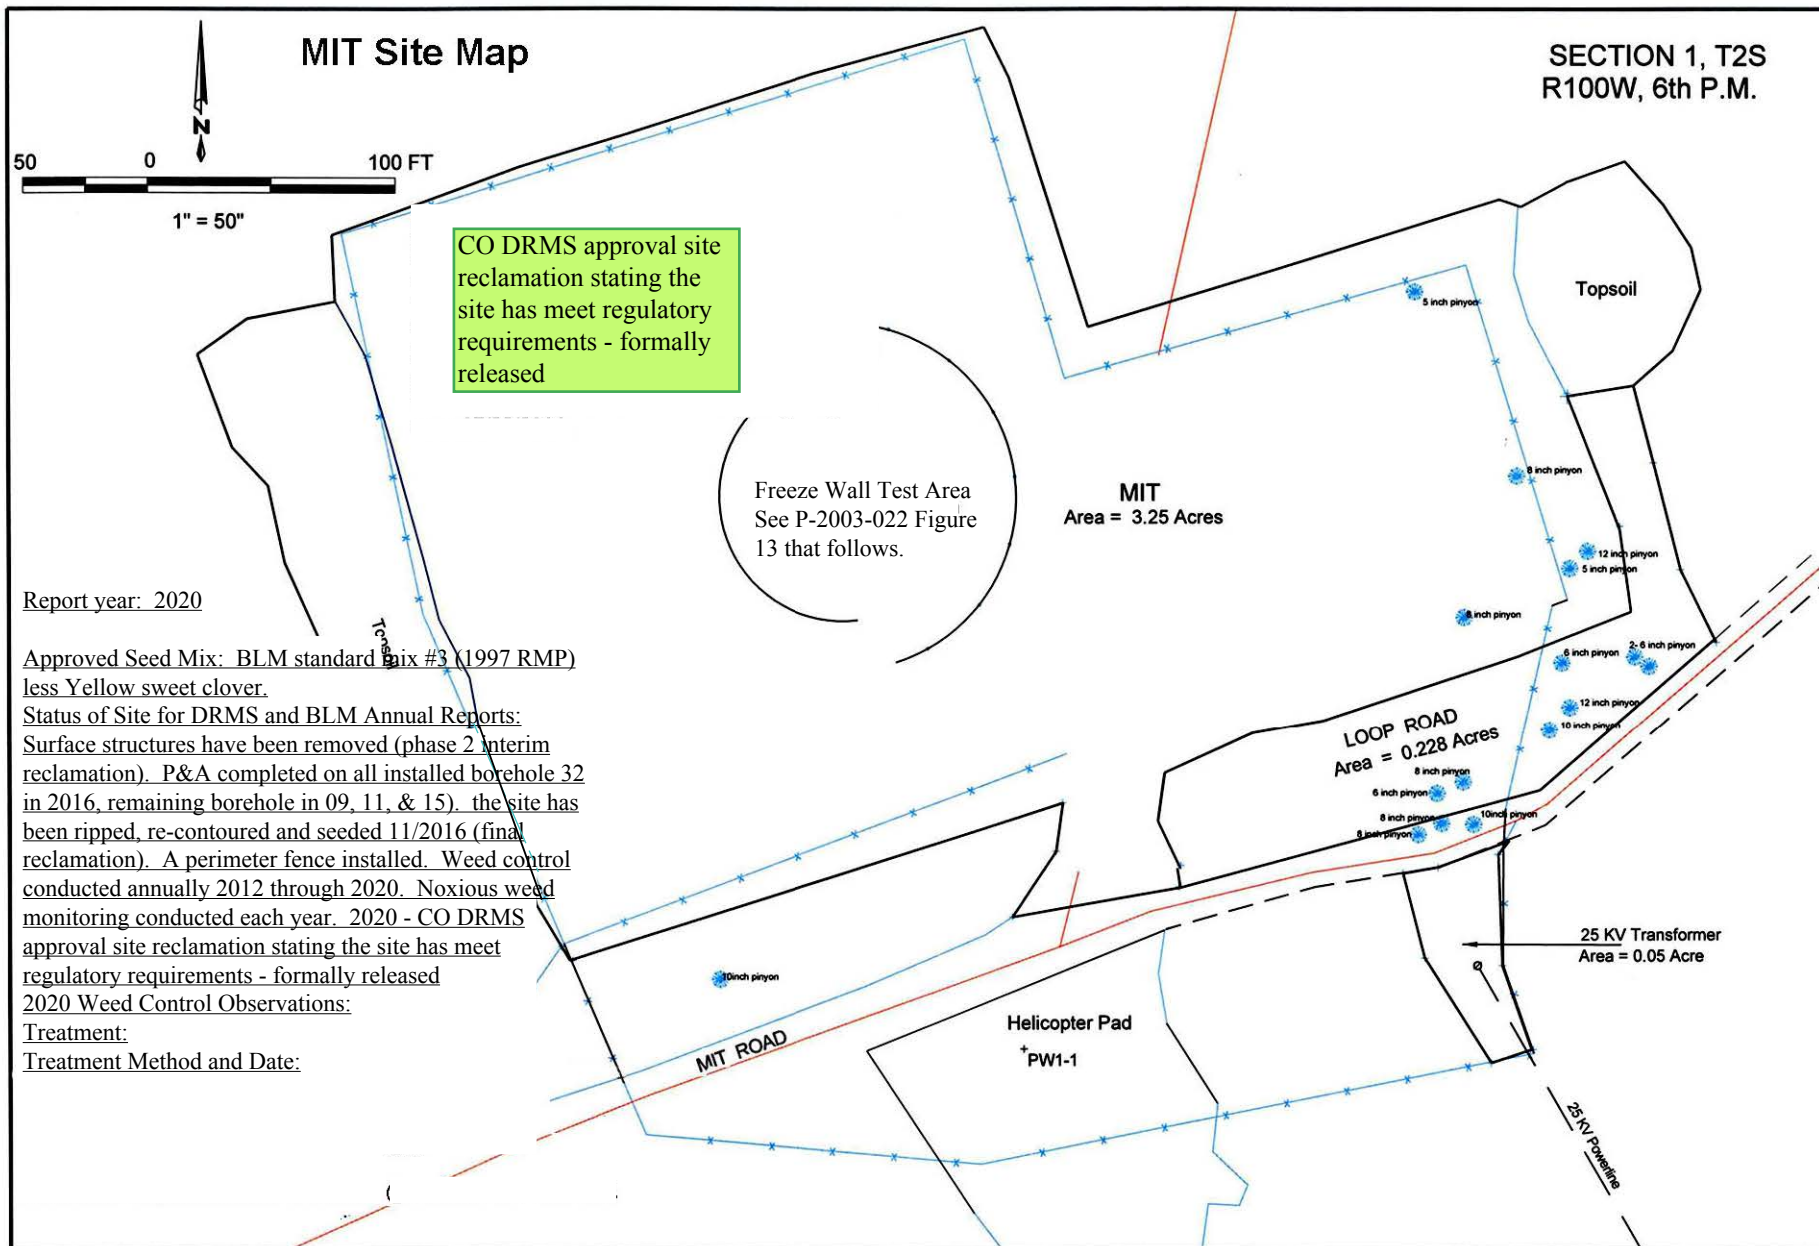 MIT Site Map
SECTION 1, T2S
R100W, 6th P.M.
N
50 0 100 FT
1" = 50"
CO DRMS approval site
reclamation stating the
site has meet regulatory
requirements - formally
released
Topsoil
5 inch pinyon
Freeze Wall Test Area
See P-2003-022 Figure
13 that follows.
MIT
Area = 3.25 Acres
8 inch pinyon
12 inch pinyon
5 inch pinyon
inch pinyon
6 inch pinyon
2- 6 inch pinyon
12 inch pinyon
10 inch pinyon
LOOP ROAD
Area = 0.228 Acres
8 inch pinyon
6 inch pinyon
8 inch pinyon
10inch pinyon
inch pinyon
Topsoil
Report year: 2020
Approved Seed Mix: BLM standard mix #3 (1997 RMP)
less Yellow sweet clover.
Status of Site for DRMS and BLM Annual Reports:
Surface structures have been removed (phase 2 interim
reclamation). P&A completed on all installed borehole 32
in 2016, remaining borehole in 09, 11, & 15). the site has
been ripped, re-contoured and seeded 11/2016 (final
reclamation). A perimeter fence installed. Weed control
conducted annually 2012 through 2020. Noxious weed
monitoring conducted each year. 2020 - CO DRMS
approval site reclamation stating the site has meet
regulatory requirements - formally released
2020 Weed Control Observations:
Treatment:
Treatment Method and Date:
10inch pinyon
MIT ROAD
Helicopter Pad
PW1-1
25 KV Transformer
Area = 0.05 Acre
25 KV Powerline